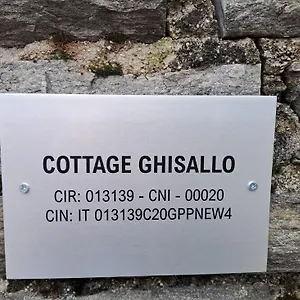 COTTAGE GHISALLO
CIR: 013139 - CNI - 00020
CIN: IT 013139C20GPPNEW4